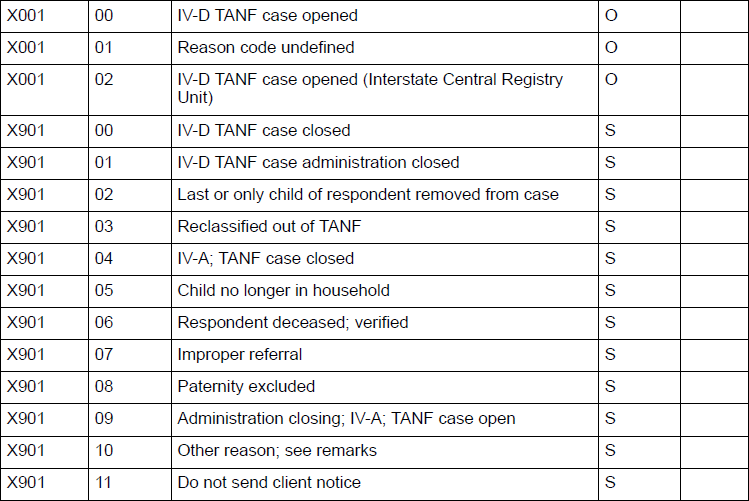 X001 00 IV-D TANF case opened O
X001 01 Reason code undefined O
X001 02 IV-D TANF case opened (Interstate Central Registry O
Unit)
X901 00 IV-D TANF case closed S
X901 01 IV-D TANF case administration closed S
X901 02 Last or only child of respondent removed from case S
X901 03 Reclassified out of TANF S
X901 04 IV-A; TANF case closed S
X901 05 Child no longer in household S
X901 06 Respondent deceased; verified S
X901 07 Improper referral S
X901 08 Paternity excluded S
X901 09 Administration closing; IV-A; TANF case open S
X901 10 Other reason; see remarks S
X901 11 Do not send client notice S